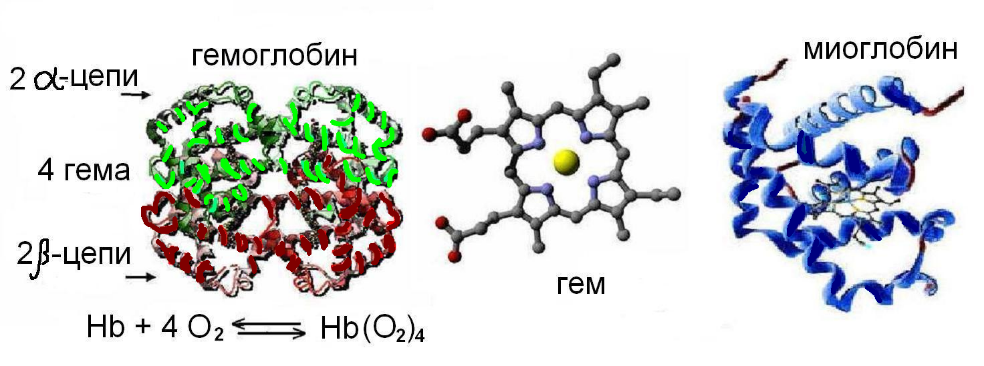 гемоглобин
2 α-цепи
4 гема
2β-цепи
Hb + 4 O₂ ⇌ Hb(O₂)₄
гем
миоглобин